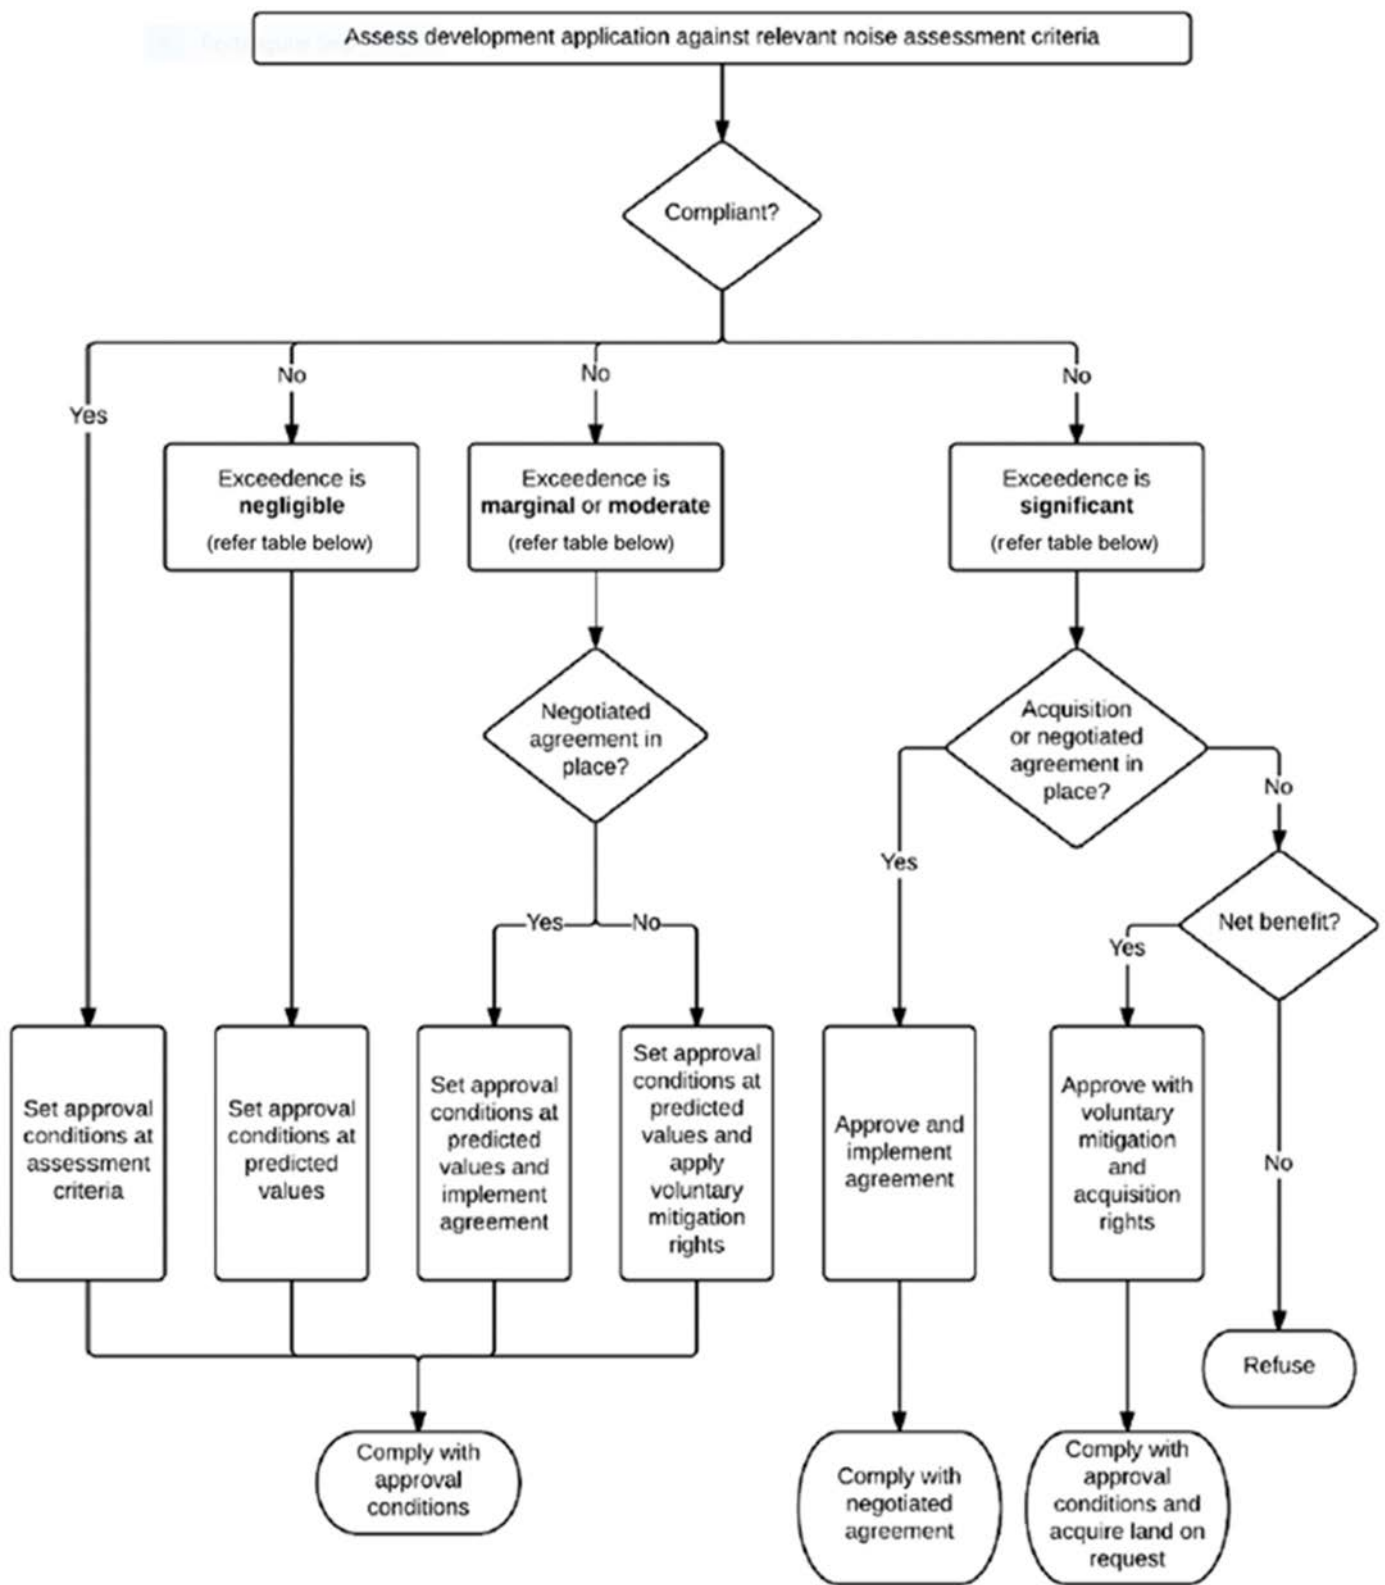 Assess development application against relevant noise assessment criteria
Compliant?
Yes
No
No
No
Exceedence is
negligible
(refer table below)
Exceedence is
marginal or moderate
(refer table below)
Exceedence is
significant
(refer table below)
Negotiated
agreement in
place?
Acquisition
or negotiated
agreement in
place?
Yes
No
Yes
No
Net benefit?
Yes
No
Set approval
conditions at
assessment
criteria
Set approval
conditions at
predicted
values
Set approval
conditions at
predicted
values and
implement
agreement
Set approval
conditions at
predicted
values and
apply
voluntary
mitigation
rights
Approve and
implement
agreement
Approve with
voluntary
mitigation
and
acquisition
rights
Refuse
Comply with
approval
conditions
Comply with
negotiated
agreement
Comply with
approval
conditions and
acquire land on
request